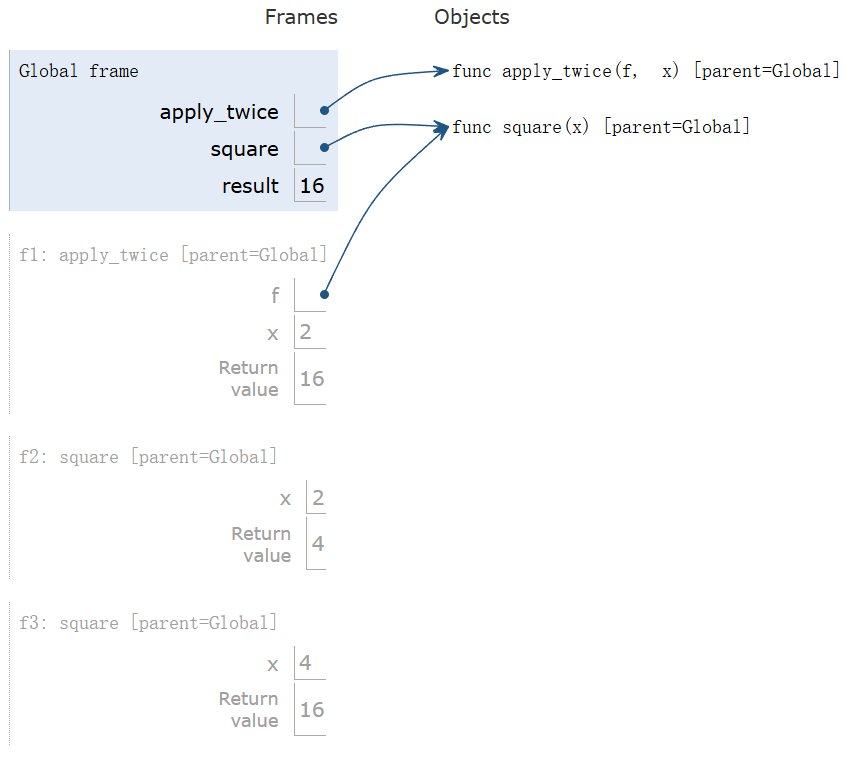 Frames Objects
Global frame
func apply_twice(f, x) [parent=Global]
apply_twice
func square(x) [parent=Global]
square
result 16
f1: apply_twice [parent=Global]
f
x 2
Return
value 16
f2: square [parent=Global]
x 2
Return
value 4
f3: square [parent=Global]
x 4
Return
value 16